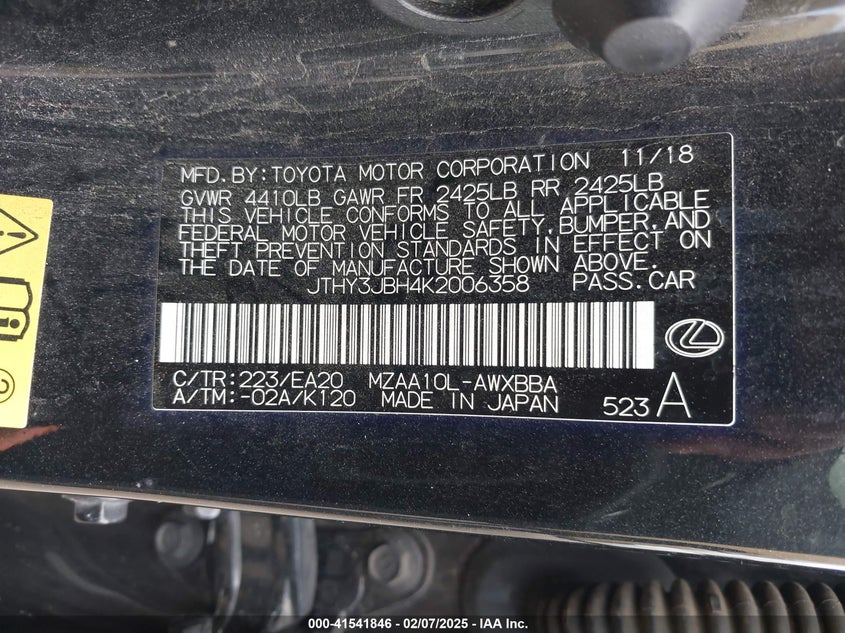 MFD.BY:TOYOTA MOTOR CORPORATION 11/18
GVWR 4410LB GAWR FR 2425LB RR 2425LB
THIS VEHICLE CONFORMS TO ALL APPLICABLE
FEDERAL MOTOR VEHICLE SAFETY,BUMPER,AND
THEFT PREVENTION STANDARDS IN EFFECT ON
THE DATE OF MANUFACTURE SHOWN ABOVE.
JTHY3JBH4K2006358 PASS.CAR
C/TR:223/EA20 MZAA10L-AWXBBA
A/TM:-02A/K120 MADE IN JAPAN 523 A
000-41541846 / 02/07/2025 - IAA Inc.